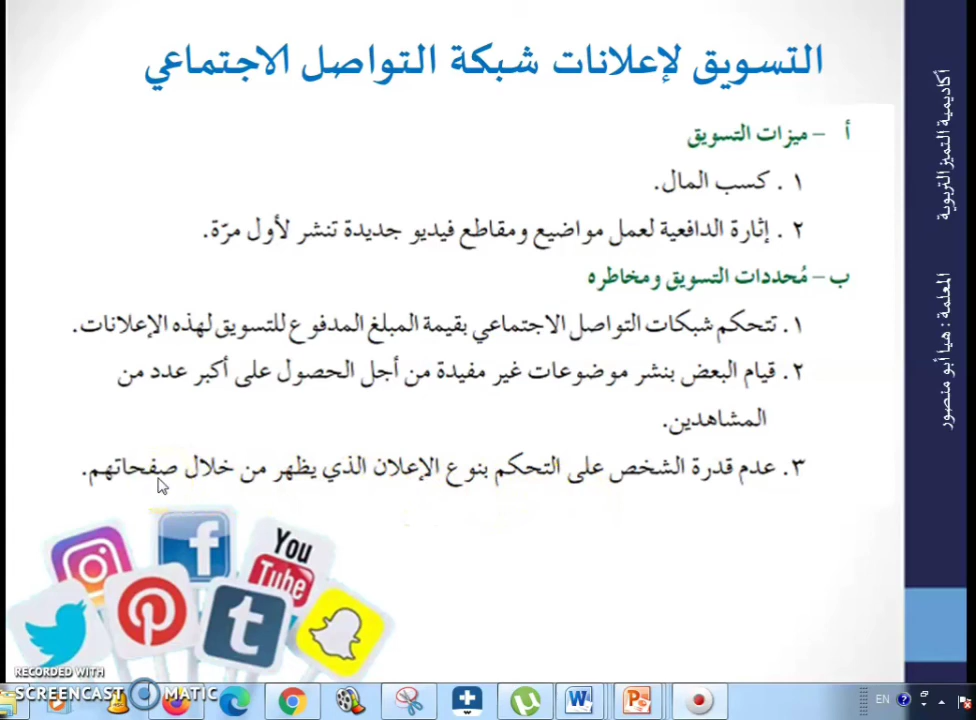 التسويق لإعلانات شبكة التواصل الاجتماعي
أ – ميزات التسويق
١ . كسب المال.
٢ . إثارة الدافعية لعمل مواضيع ومقاطع فيديو جديدة تنشر لأول مرّة.
ب – مُحددات التسويق ومخاطره
١. تتحكم شبكات التواصل الاجتماعي بقيمة المبلغ المدفوع للتسويق لهذه الإعلانات.
٢. قيام البعض بنشر موضوعات غير مفيدة من أجل الحصول على أكبر عدد من
المشاهدين.
٣. عدم قدرة الشخص على التحكم بنوع الإعلان الذي يظهر من خلال صفحاتهم.
أكاديمية التميز التربوية
المعلمة : هيا أبو منصور
You
Tube
RECORDED WITH
SCREENCAST MATIC
EN